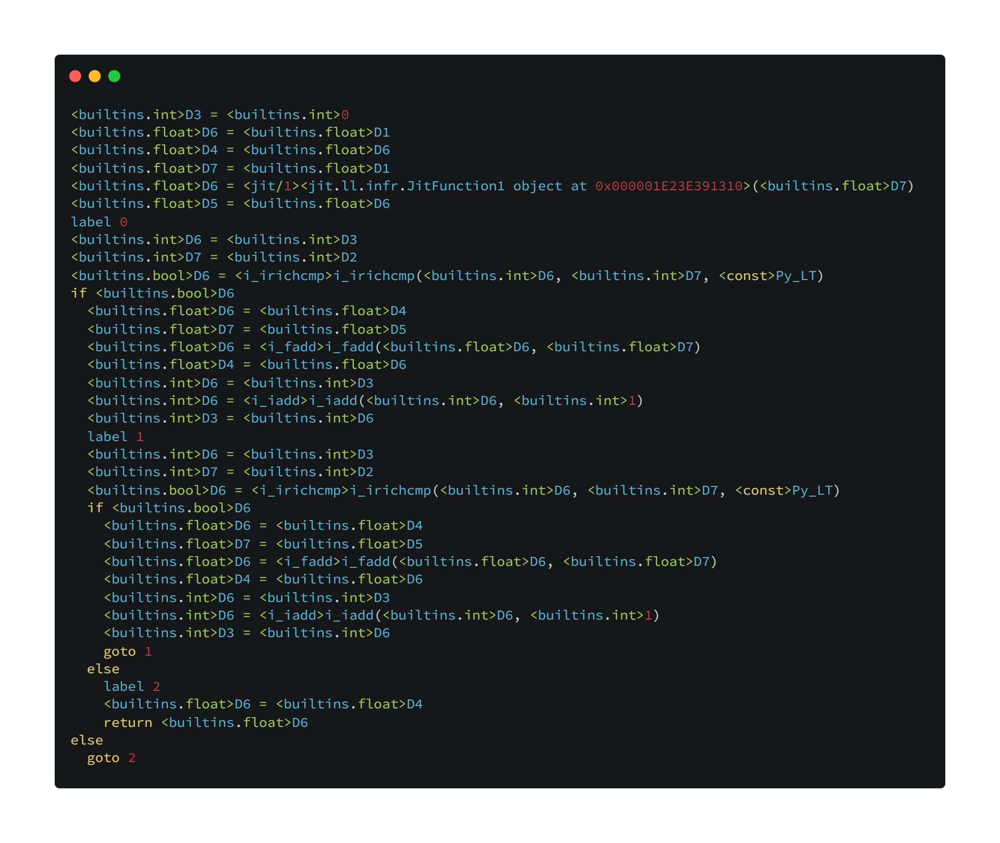 <builtins.int>D3 = <builtins.int>0
<builtins.float>D6 = <builtins.float>D1
<builtins.float>D4 = <builtins.float>D6
<builtins.float>D7 = <builtins.float>D1
<builtins.float>D6 = <jit/1><jit.ll.infr.JitFunction1 object at 0x000001E23E391310>(<builtins.float>D7)
<builtins.float>D5 = <builtins.float>D6
label 0
<builtins.int>D6 = <builtins.int>D3
<builtins.int>D7 = <builtins.int>D2
<builtins.bool>D6 = <i_irichcmp>i_irichcmp(<builtins.int>D6, <builtins.int>D7, <const>Py_LT)
if <builtins.bool>D6
  <builtins.float>D6 = <builtins.float>D4
  <builtins.float>D7 = <builtins.float>D5
  <builtins.float>D6 = <i_fadd>i_fadd(<builtins.float>D6, <builtins.float>D7)
  <builtins.float>D4 = <builtins.float>D6
  <builtins.int>D6 = <builtins.int>D3
  <builtins.int>D6 = <i_iadd>i_iadd(<builtins.int>D6, <builtins.int>1)
  <builtins.int>D3 = <builtins.int>D6
  label 1
  <builtins.int>D6 = <builtins.int>D3
  <builtins.int>D7 = <builtins.int>D2
  <builtins.bool>D6 = <i_irichcmp>i_irichcmp(<builtins.int>D6, <builtins.int>D7, <const>Py_LT)
  if <builtins.bool>D6
    <builtins.float>D6 = <builtins.float>D4
    <builtins.float>D7 = <builtins.float>D5
    <builtins.float>D6 = <i_fadd>i_fadd(<builtins.float>D6, <builtins.float>D7)
    <builtins.float>D4 = <builtins.float>D6
    <builtins.int>D6 = <builtins.int>D3
    <builtins.int>D6 = <i_iadd>i_iadd(<builtins.int>D6, <builtins.int>1)
    <builtins.int>D3 = <builtins.int>D6
    goto 1
  else
    label 2
    <builtins.float>D6 = <builtins.float>D4
    return <builtins.float>D6
else
  goto 2